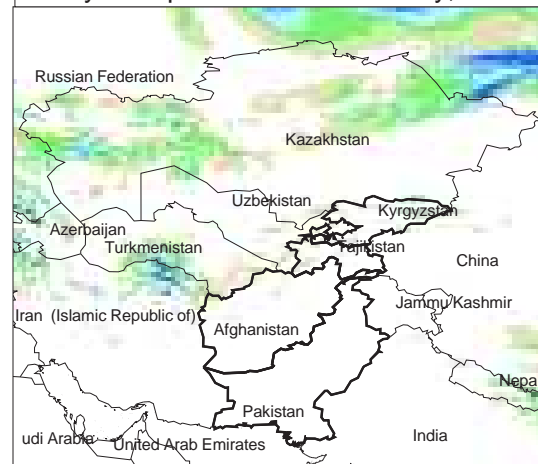 Russian Federation
Kazakhstan
Uzbekistan
Kyrgyzstan
Azerbaijan
Turkmenistan
Tajikistan
China
Jammu Kashmir
Iran (Islamic Republic of)
Afghanistan
Nepa
Pakistan
India
udi Arabia
United Arab Emirates